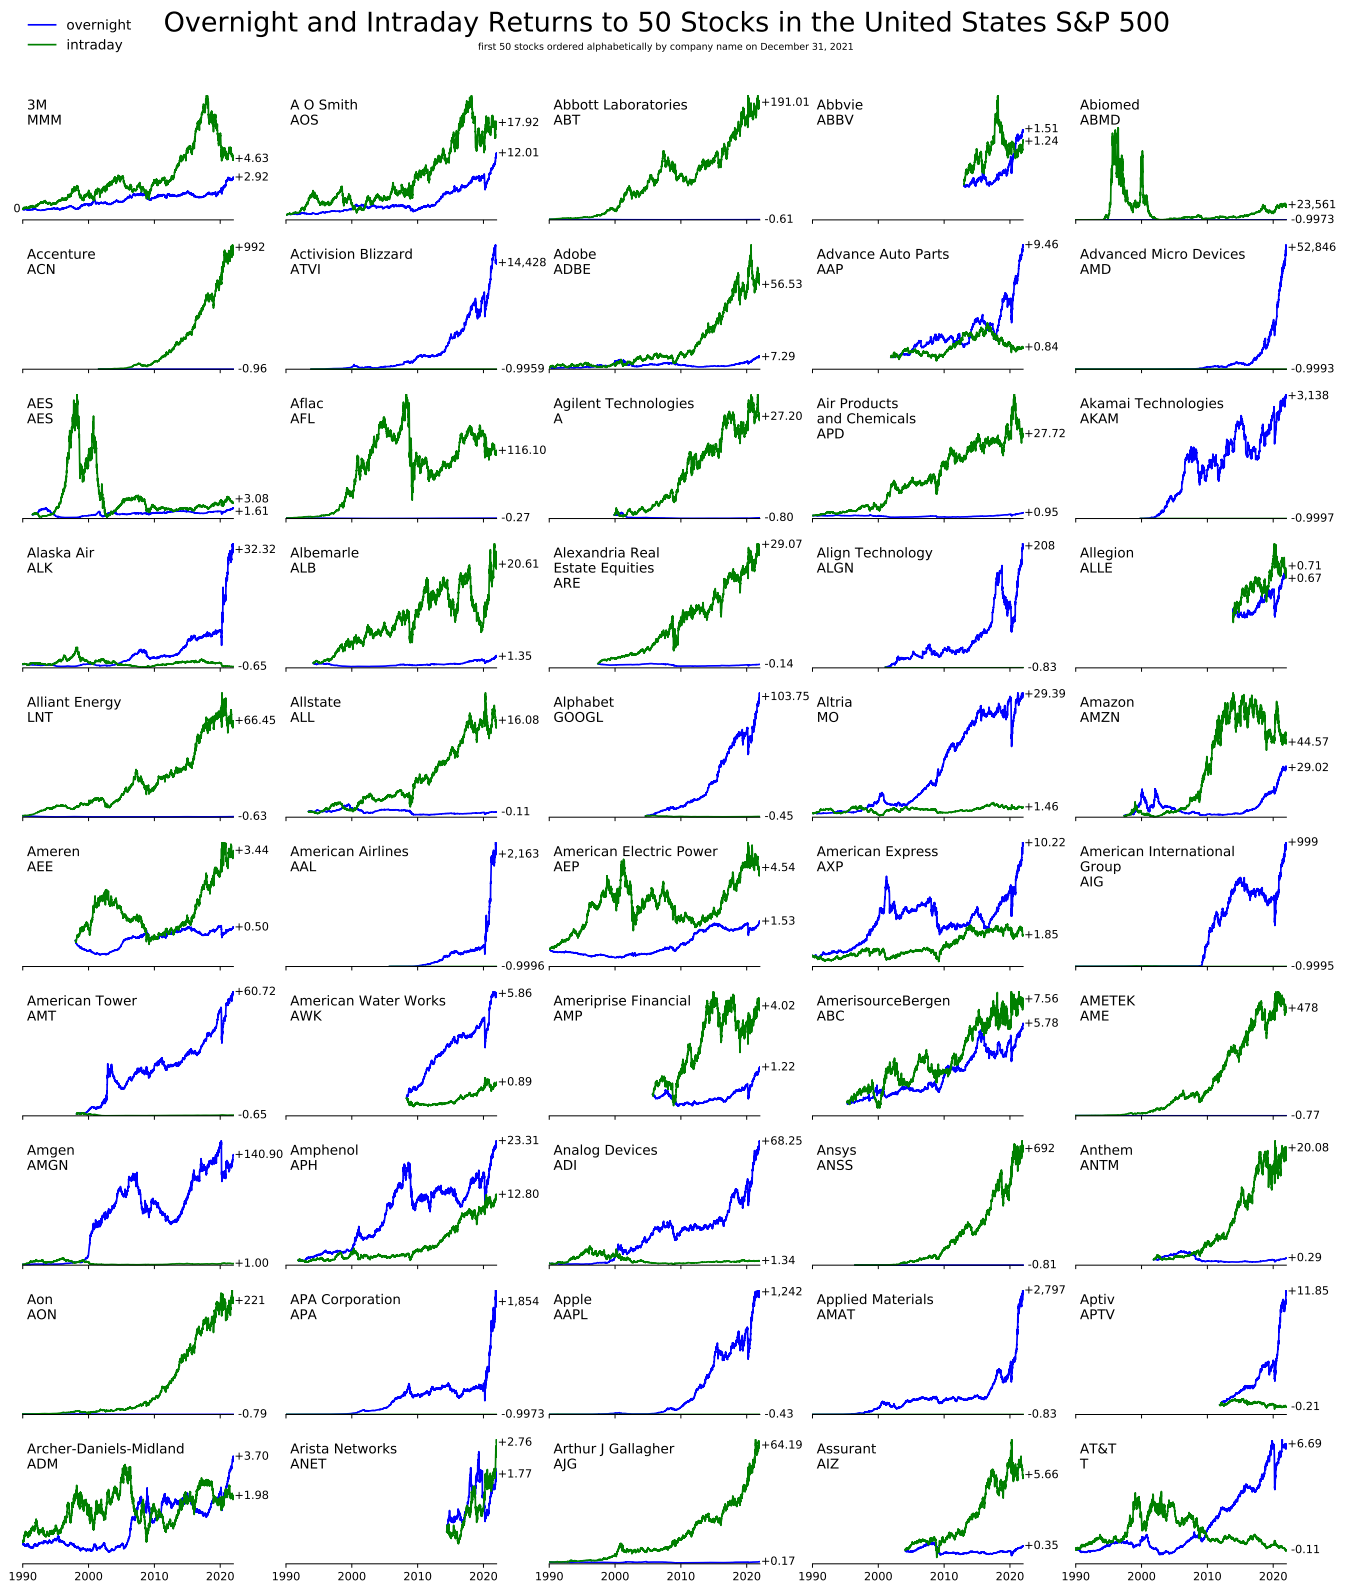 overnight
intraday
Overnight and Intraday Returns to 50 Stocks in the United States S&P 500
first 50 stocks ordered alphabetically by company name on December 31, 2021
3M
MMM
+4.63
+2.92
0
A O Smith
AOS
+17.92
+12.01
Abbott Laboratories
ABT
+191.01
-0.61
Abbvie
ABBV
+1.51
+1.24
Abiomed
ABMD
+23,561
-0.9973
Accenture
ACN
+992
-0.96
Activision Blizzard
ATVI
+14,428
-0.9959
Adobe
ADBE
+56.53
+7.29
Advance Auto Parts
AAP
+9.46
+0.84
Advanced Micro Devices
AMD
+52,846
-0.9993
AES
AES
+3.08
+1.61
Aflac
AFL
+116.10
-0.27
Agilent Technologies
A
+27.20
-0.80
Air Products
and Chemicals
APD
+27.72
+0.95
Akamai Technologies
AKAM
+3,138
-0.9997
Alaska Air
ALK
+32.32
-0.65
Albemarle
ALB
+20.61
+1.35
Alexandria Real
Estate Equities
ARE
+29.07
-0.14
Align Technology
ALGN
+208
-0.83
Allegion
ALLE
+0.71
+0.67
Alliant Energy
LNT
+66.45
-0.63
Allstate
ALL
+16.08
-0.11
Alphabet
GOOGL
+103.75
-0.45
Altria
MO
+29.39
+1.46
Amazon
AMZN
+44.57
+29.02
Ameren
AEE
+3.44
+0.50
American Airlines
AAL
+2,163
-0.9996
American Electric Power
AEP
+4.54
+1.53
American Express
AXP
+10.22
+1.85
American International
Group
AIG
+999
-0.9995
American Tower
AMT
+60.72
-0.65
American Water Works
AWK
+5.86
+0.89
Ameriprise Financial
AMP
+4.02
+1.22
AmerisourceBergen
ABC
+7.56
+5.78
AMETEK
AME
+478
-0.77
Amgen
AMGN
+140.90
+1.00
Amphenol
APH
+23.31
+12.80
Analog Devices
ADI
+68.25
+1.34
Ansys
ANSS
+692
-0.81
Anthem
ANTM
+20.08
+0.29
Aon
AON
+221
-0.79
APA Corporation
APA
+1,854
-0.9973
Apple
AAPL
+1,242
-0.43
Applied Materials
AMAT
+2,797
-0.83
Aptiv
APTV
+11.85
-0.21
Archer-Daniels-Midland
ADM
+3.70
+1.98
Arista Networks
ANET
+2.76
+1.77
Arthur J Gallagher
AJG
+64.19
+0.17
Assurant
AIZ
+5.66
+0.35
AT&T
T
+6.69
-0.11
1990 2000 2010 2020
1990 2000 2010 2020
1990 2000 2010 2020
1990 2000 2010 2020
1990 2000 2010 2020